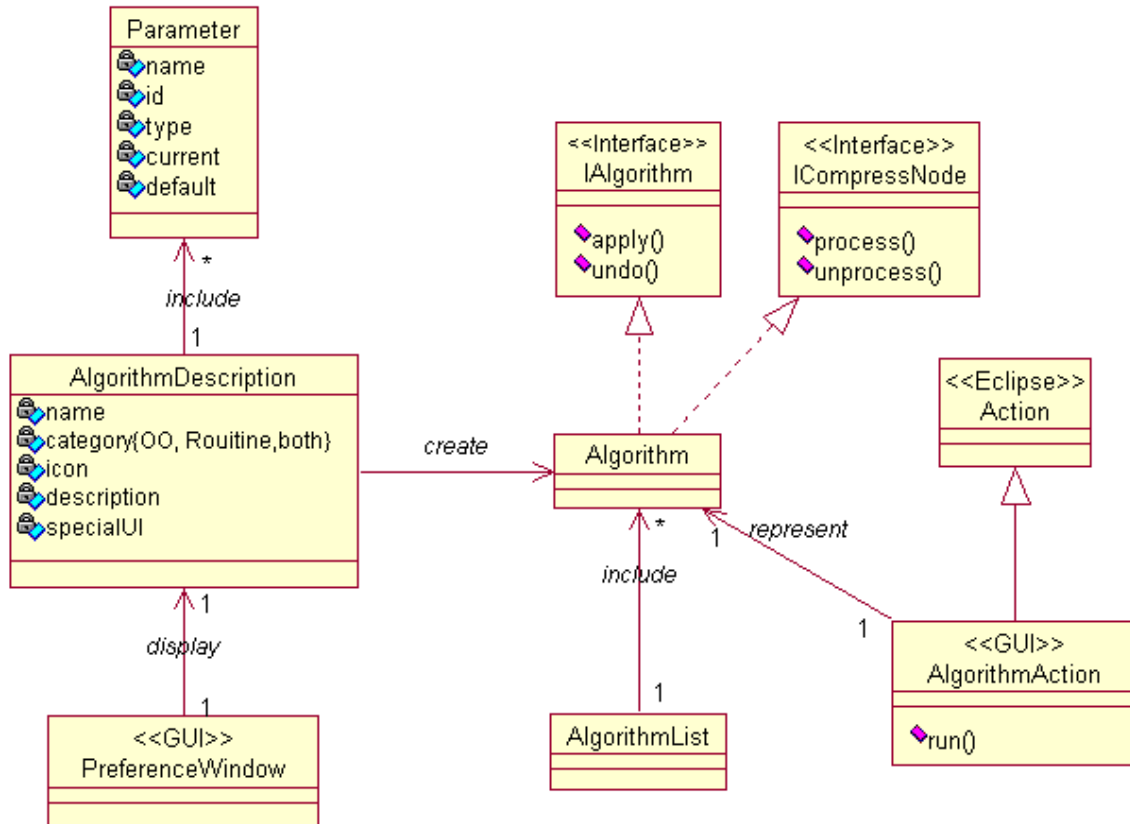 Parameter
name
id
type
current
default
*
include
1
AlgorithmDescription
name
category{OO, Rouitine,both}
icon
description
specialUI
1
display
1
<<GUI>>
PreferenceWindow
create
<<Interface>>
IAlgorithm
apply()
undo()
<<Interface>>
ICompressNode
process()
unprocess()
Algorithm
*
include
1
AlgorithmList
1
represent
1
<<Eclipse>>
Action
<<GUI>>
AlgorithmAction
run()